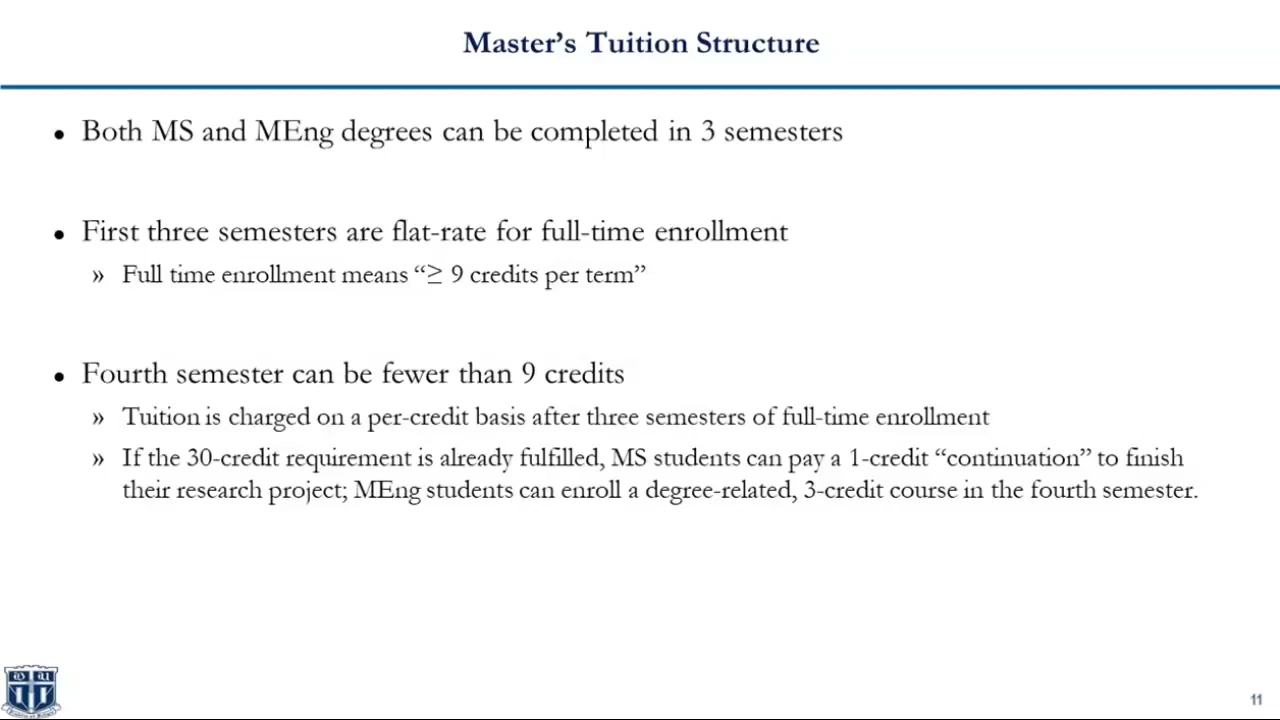 Master’s Tuition Structure
● Both MS and MEng degrees can be completed in 3 semesters
● First three semesters are flat-rate for full-time enrollment
» Full time enrollment means “≥ 9 credits per term”
● Fourth semester can be fewer than 9 credits
» Tuition is charged on a per-credit basis after three semesters of full-time enrollment
» If the 30-credit requirement is already fulfilled, MS students can pay a 1-credit “continuation” to finish
their research project; MEng students can enroll a degree-related, 3-credit course in the fourth semester.
D U
11